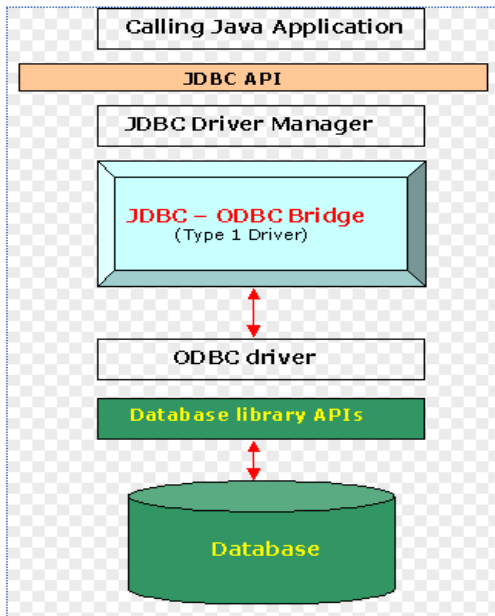 Calling Java Application
JDBC API
JDBC Driver Manager
JDBC – ODBC Bridge
(Type 1 Driver)
ODBC driver
Database library APIs
Database